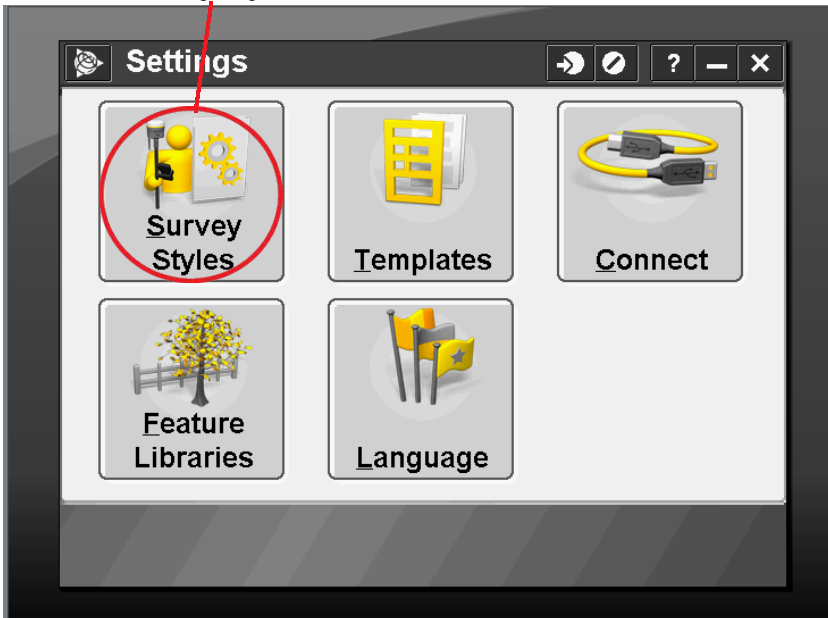 Settings
?
Survey
Styles
Templates
Connect
Feature
Libraries
Language